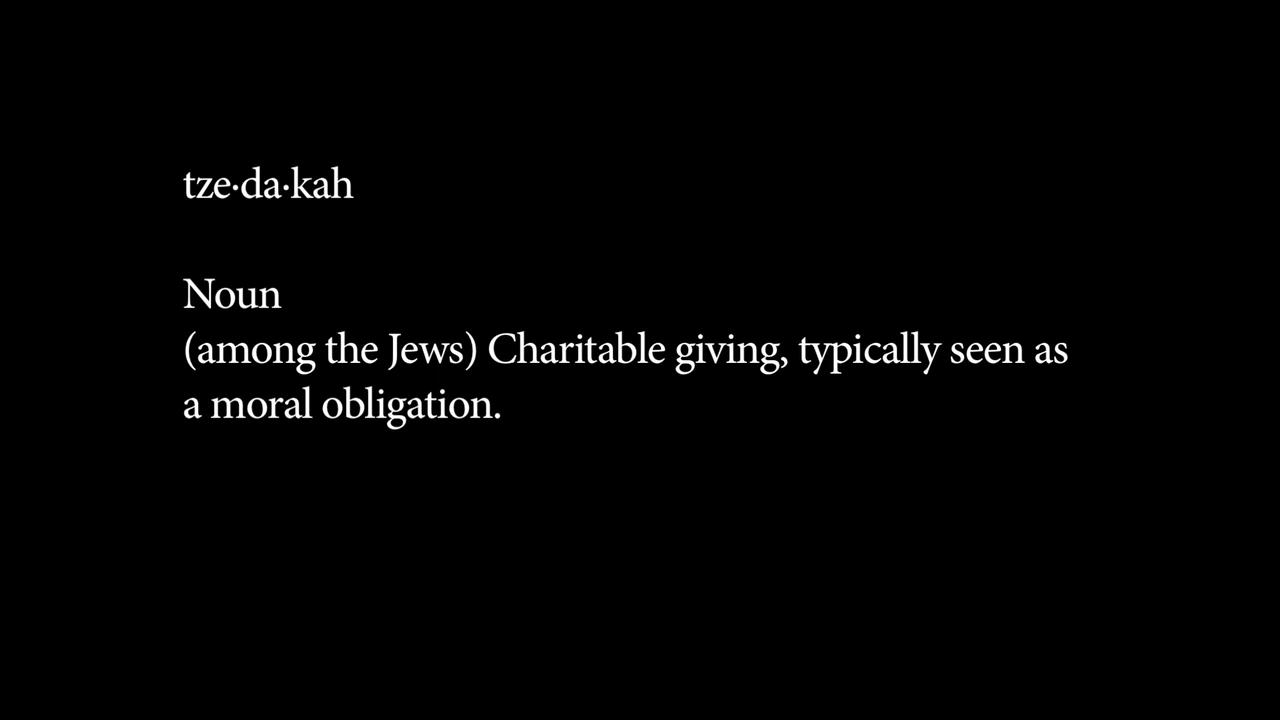 tze·da·kah
Noun
(among the Jews) Charitable giving, typically seen as
a moral obligation.